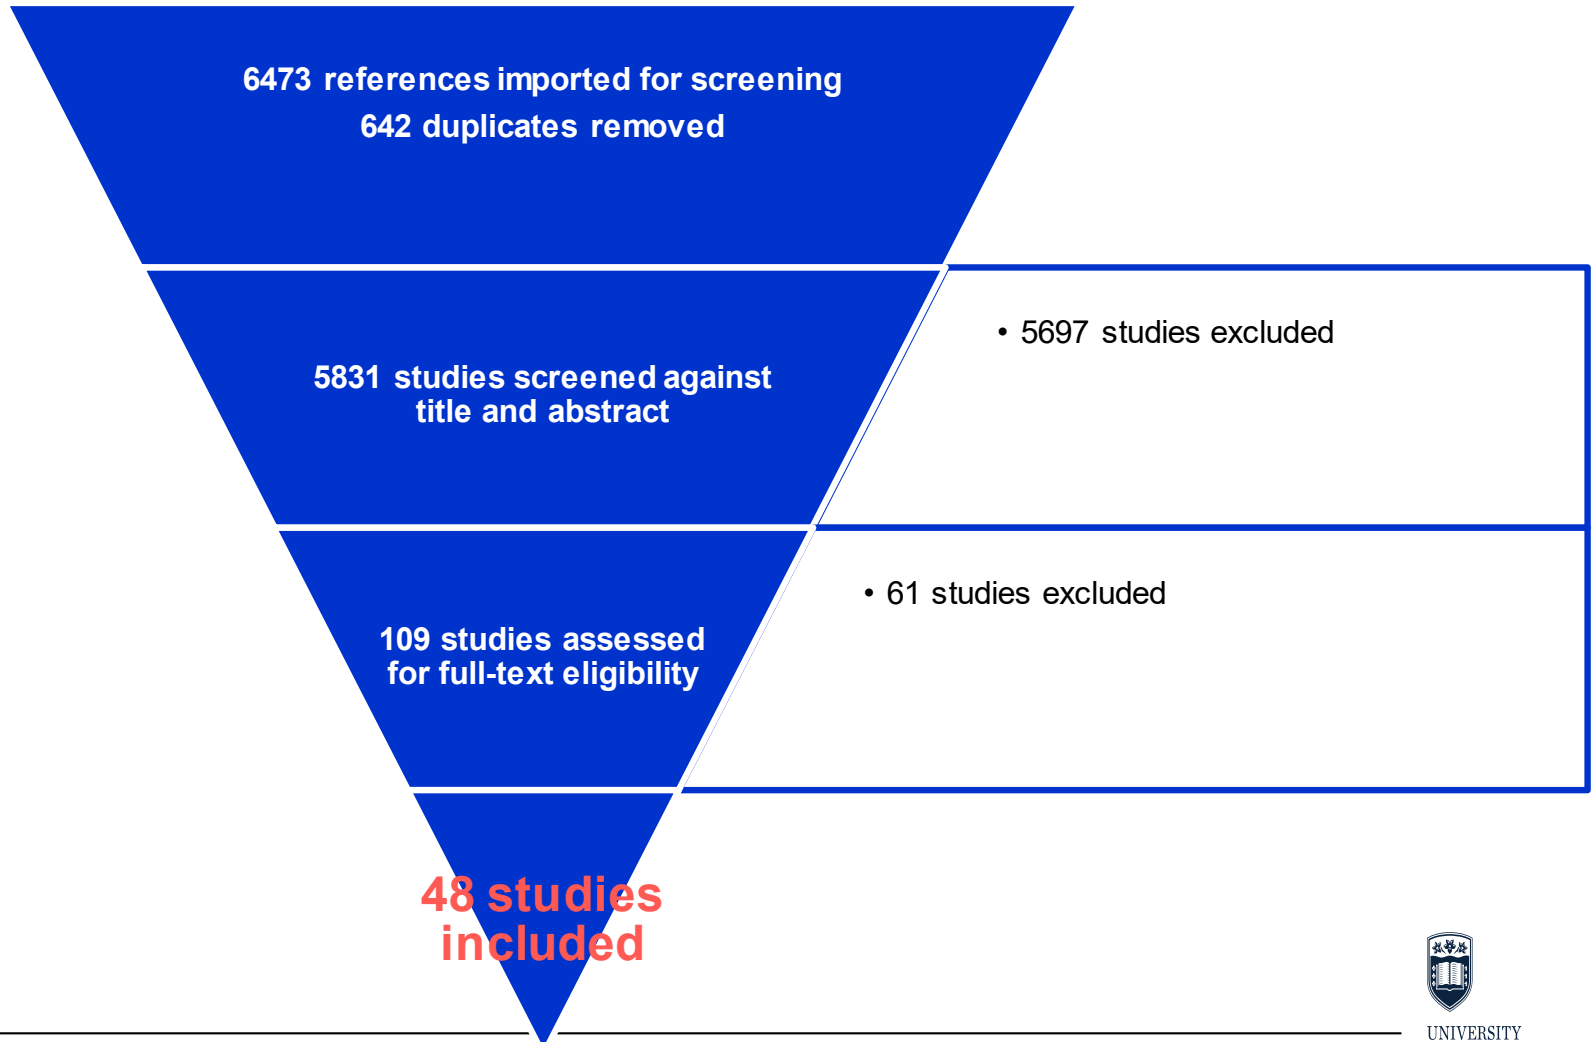 6473 references imported for screening
642 duplicates removed
• 5697 studies excluded
5831 studies screened against
title and abstract
• 61 studies excluded
109 studies assessed
for full-text eligibility
48 studies
included
UNIVERSITY